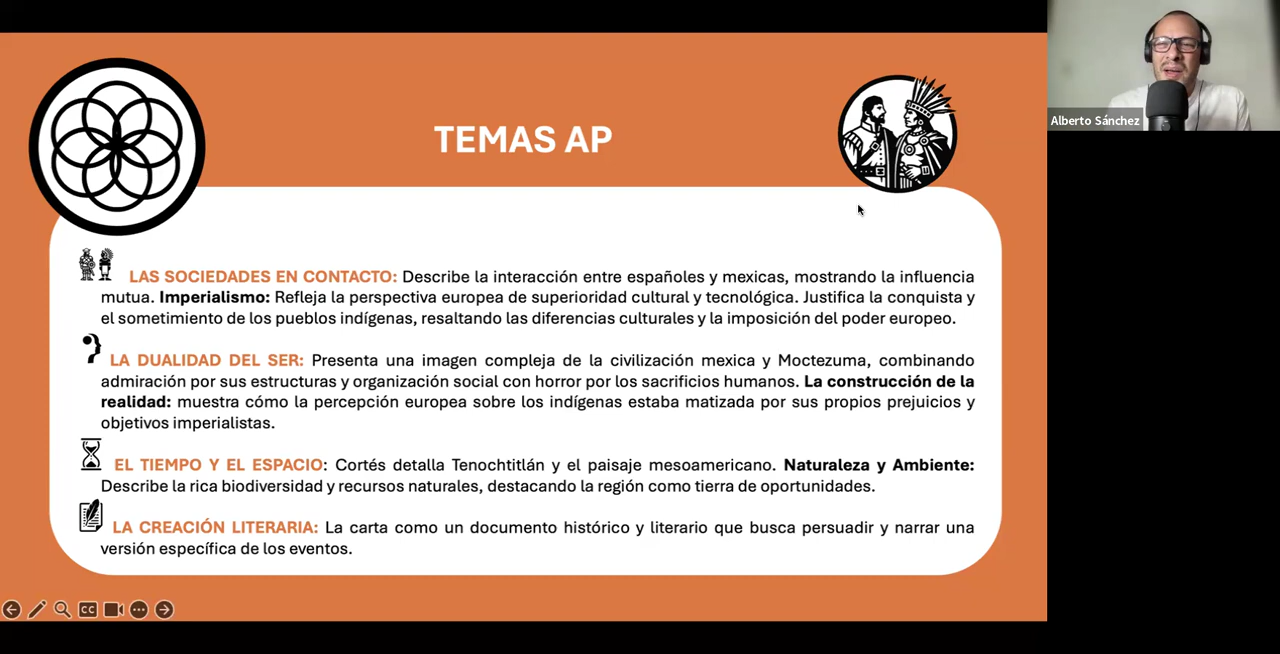 TEMAS AP
LAS SOCIEDADES EN CONTACTO: Describe la interacción entre españoles y mexicas, mostrando la influencia
mutua. Imperialismo: Refleja la perspectiva europea de superioridad cultural y tecnológica. Justifica la conquista y
el sometimiento de los pueblos indígenas, resaltando las diferencias culturales y la imposición del poder europeo.
LA DUALIDAD DEL SER: Presenta una imagen compleja de la civilización mexica y Moctezuma, combinando
admiración por sus estructuras y organización social con horror por los sacrificios humanos. La construcción de la
realidad: muestra cómo la percepción europea sobre los indígenas estaba matizada por sus propios prejuicios y
objetivos imperialistas.
EL TIEMPO Y EL ESPACIO: Cortés detalla Tenochtitlán y el paisaje mesoamericano. Naturaleza y Ambiente:
Describe la rica biodiversidad y recursos naturales, destacando la región como tierra de oportunidades.
LA CREACIÓN LITERARIA: La carta como un documento histórico y literario que busca persuadir y narrar una
versión específica de los eventos.
CC
Alberto Sánchez